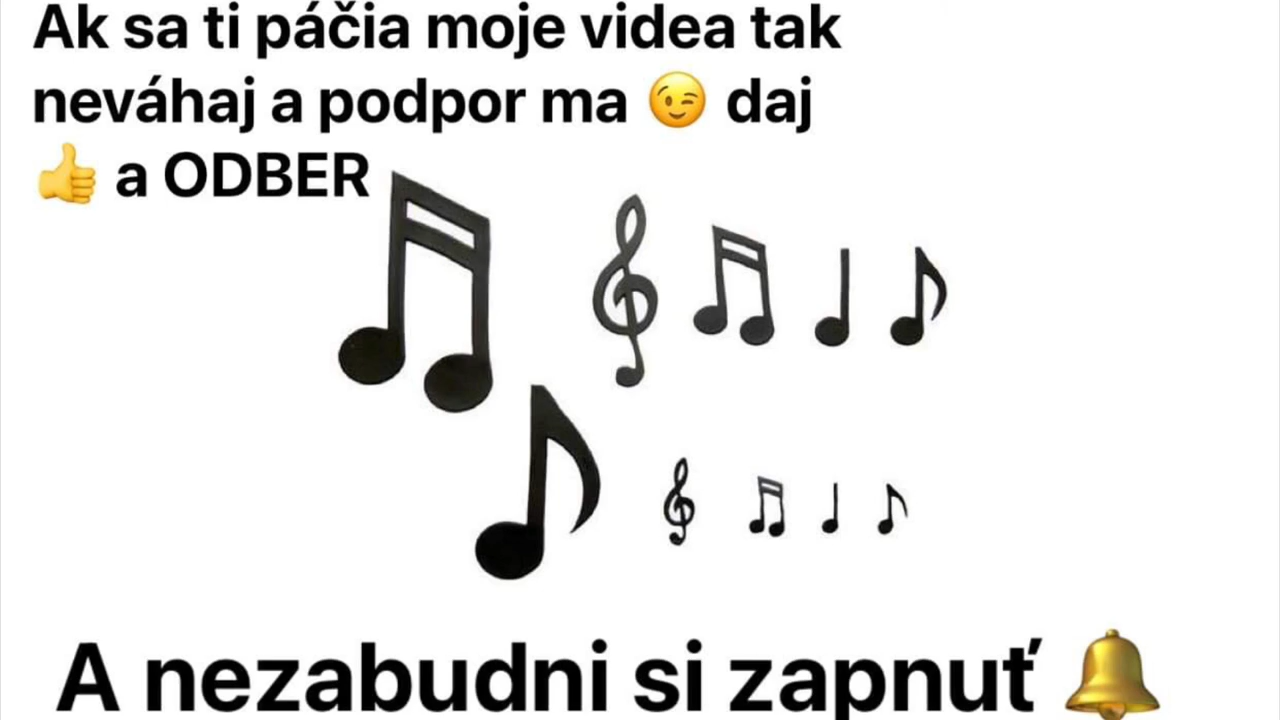 Ak sa ti páčia moje videa tak
neváhaj a podpor ma 😉 daj
👍 a ODBER
A nezabudni si zapnuť 🔔